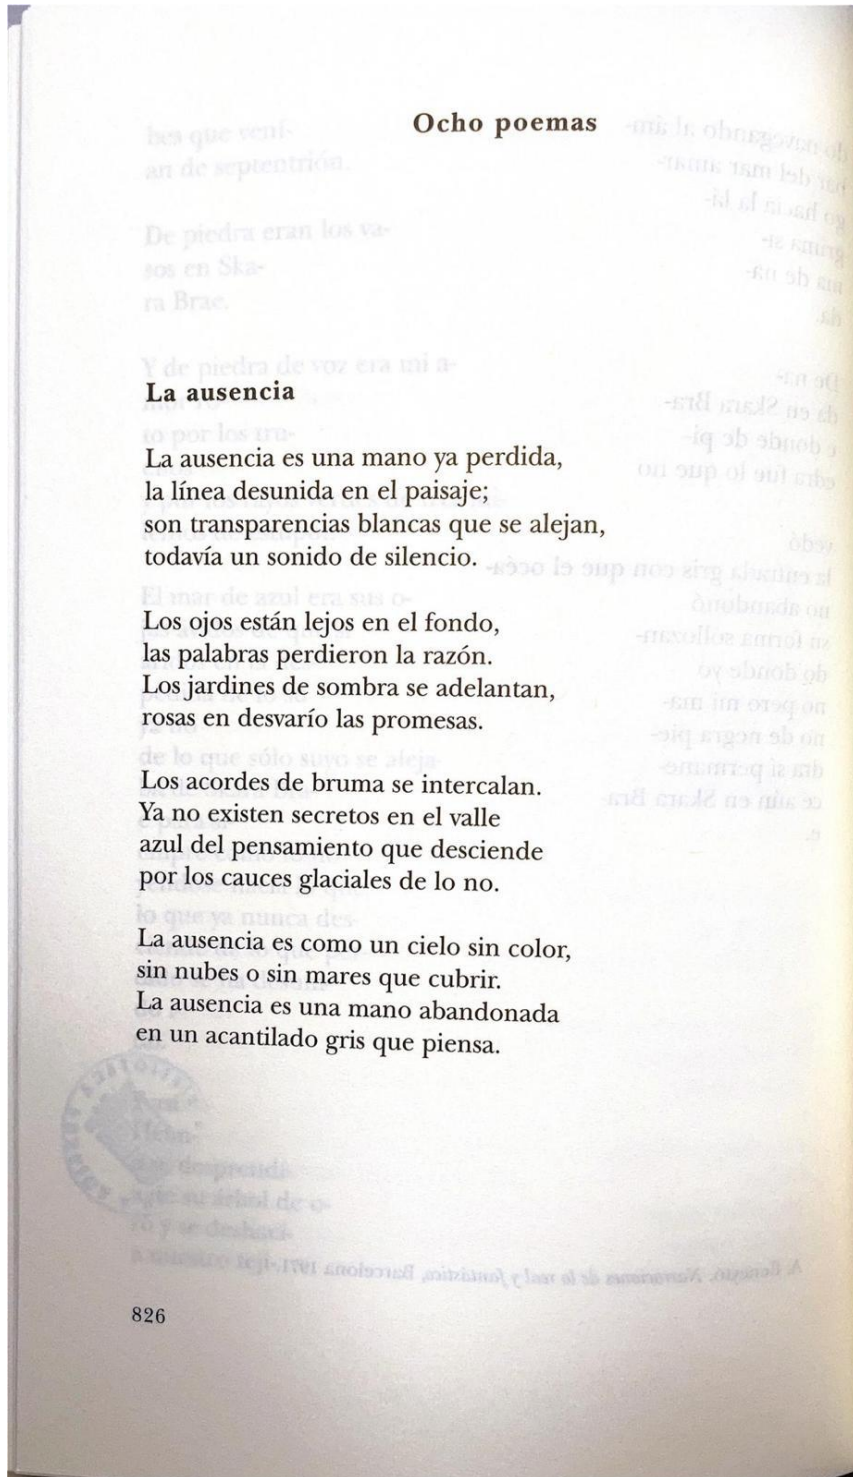 Ocho poemas
La ausencia
La ausencia es una mano ya perdida,
la línea desunida en el paisaje;
son transparencias blancas que se alejan,
todavía un sonido de silencio.
Los ojos están lejos en el fondo,
las palabras perdieron la razón.
Los jardines de sombra se adelantan,
rosas en desvarío las promesas.
Los acordes de bruma se intercalan.
Ya no existen secretos en el valle
azul del pensamiento que desciende
por los cauces glaciales de lo no.
La ausencia es como un cielo sin color,
sin nubes o sin mares que cubrir.
La ausencia es una mano abandonada
en un acantilado gris que piensa.
826